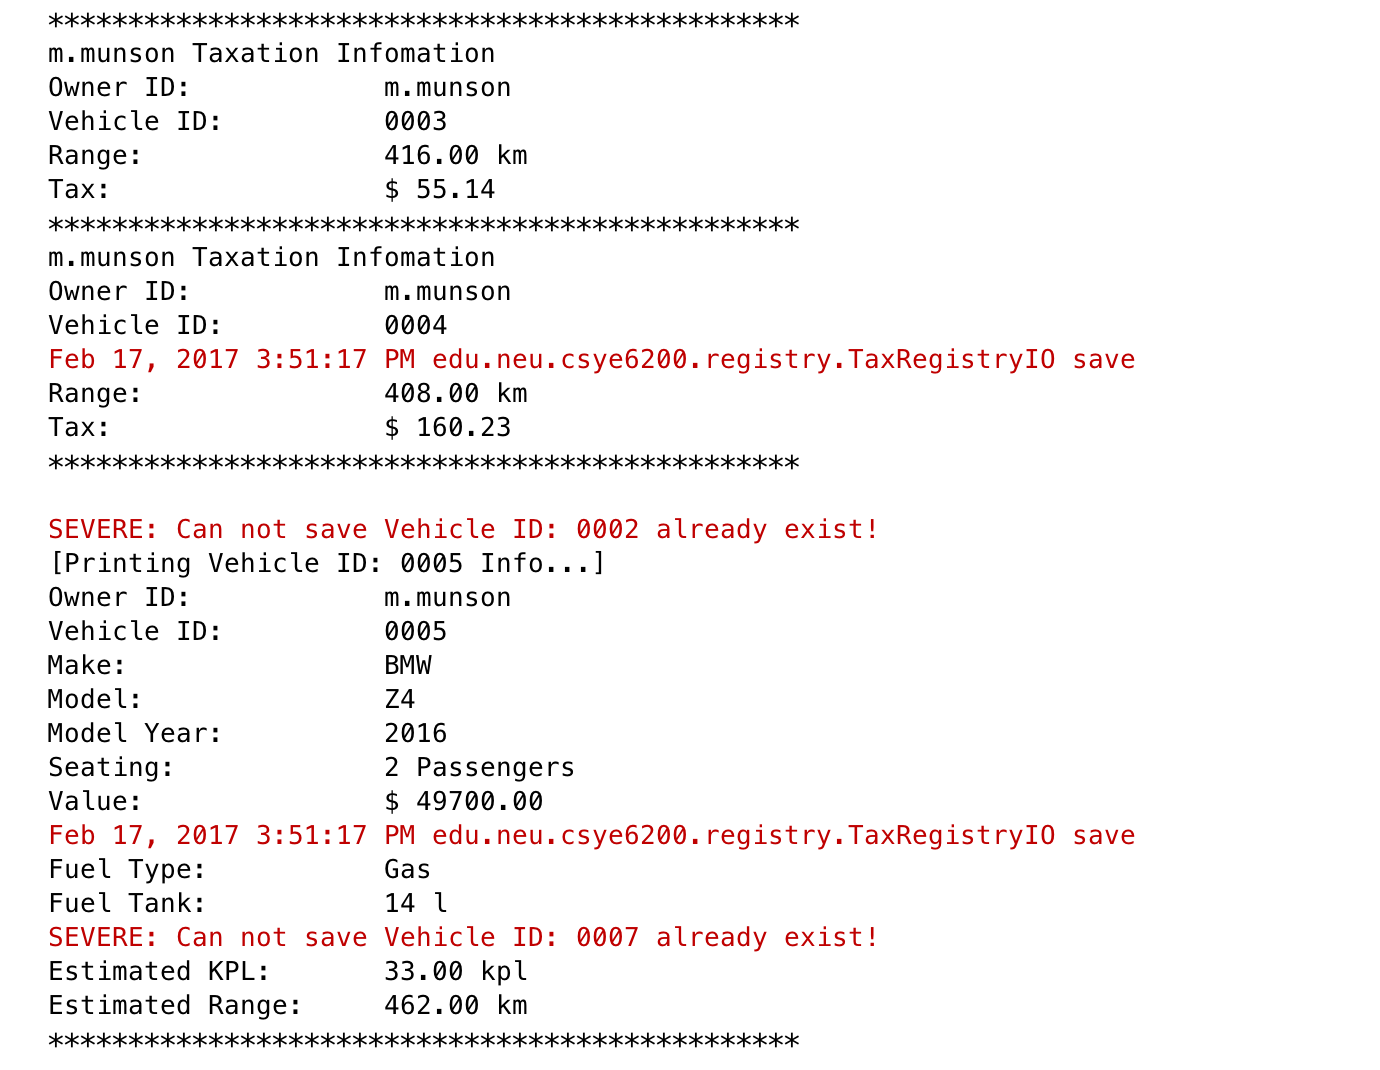 ***********************************************
m.munson Taxation Infomation
Owner ID:            m.munson
Vehicle ID:          0003
Range:               416.00 km
Tax:                 $ 55.14
***********************************************
m.munson Taxation Infomation
Owner ID:            m.munson
Vehicle ID:          0004
Feb 17, 2017 3:51:17 PM edu.neu.csye6200.registry.TaxRegistryIO save
Range:               408.00 km
Tax:                 $ 160.23
***********************************************

SEVERE: Can not save Vehicle ID: 0002 already exist!
[Printing Vehicle ID: 0005 Info...]
Owner ID:            m.munson
Vehicle ID:          0005
Make:                BMW
Model:               Z4
Model Year:          2016
Seating:             2 Passengers
Value:               $ 49700.00
Feb 17, 2017 3:51:17 PM edu.neu.csye6200.registry.TaxRegistryIO save
Fuel Type:           Gas
Fuel Tank:           14 l
SEVERE: Can not save Vehicle ID: 0007 already exist!
Estimated KPL:       33.00 kpl
Estimated Range:     462.00 km
***********************************************